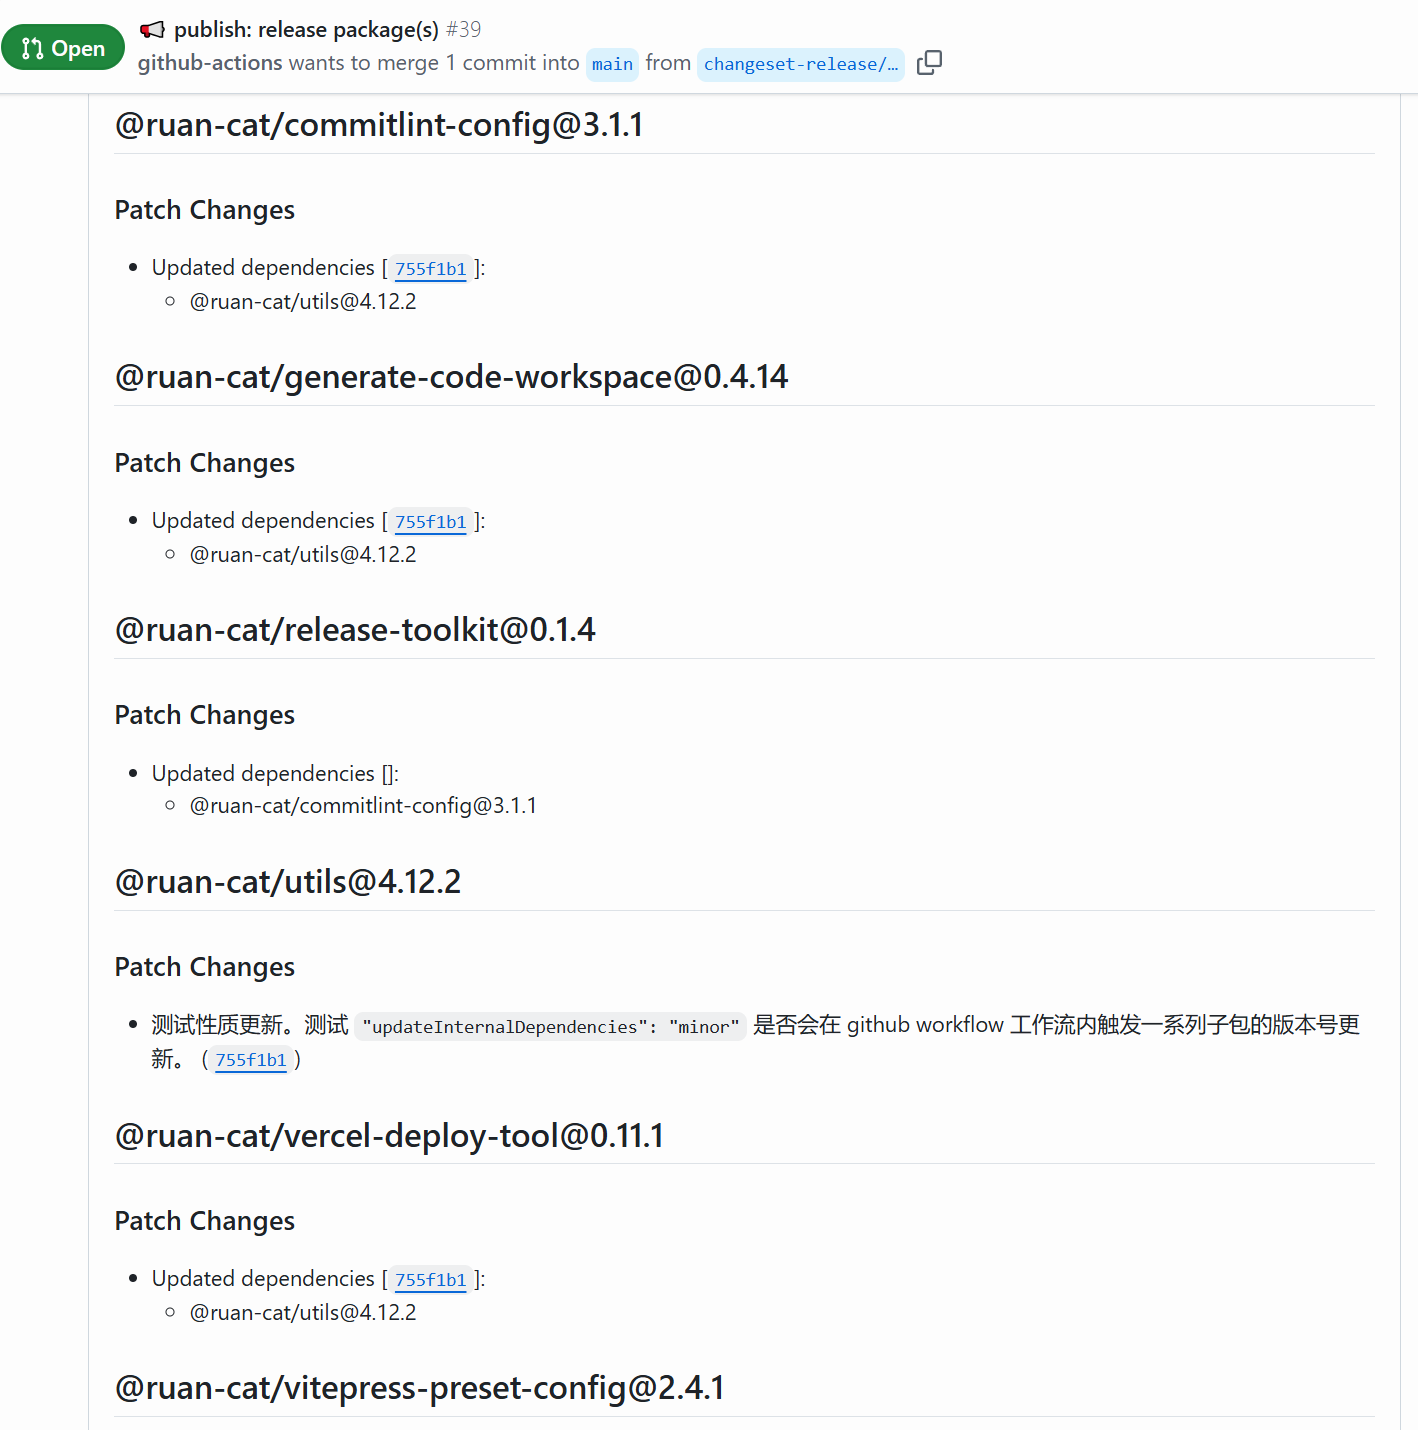 Open
publish: release package(s) #39
github-actions wants to merge 1 commit into main from changeset-release/…
@ruan-cat/commitlint-config@3.1.1
Patch Changes
Updated dependencies [755f1b1]:
@ruan-cat/utils@4.12.2
@ruan-cat/generate-code-workspace@0.4.14
Patch Changes
Updated dependencies [755f1b1]:
@ruan-cat/utils@4.12.2
@ruan-cat/release-toolkit@0.1.4
Patch Changes
Updated dependencies []:
@ruan-cat/commitlint-config@3.1.1
@ruan-cat/utils@4.12.2
Patch Changes
测试性质更新。测试 "updateInternalDependencies": "minor" 是否会在 github workflow 工作流内触发一系列子包的版本号更
新。 (755f1b1)
@ruan-cat/vercel-deploy-tool@0.11.1
Patch Changes
Updated dependencies [755f1b1]:
@ruan-cat/utils@4.12.2
@ruan-cat/vitepress-preset-config@2.4.1